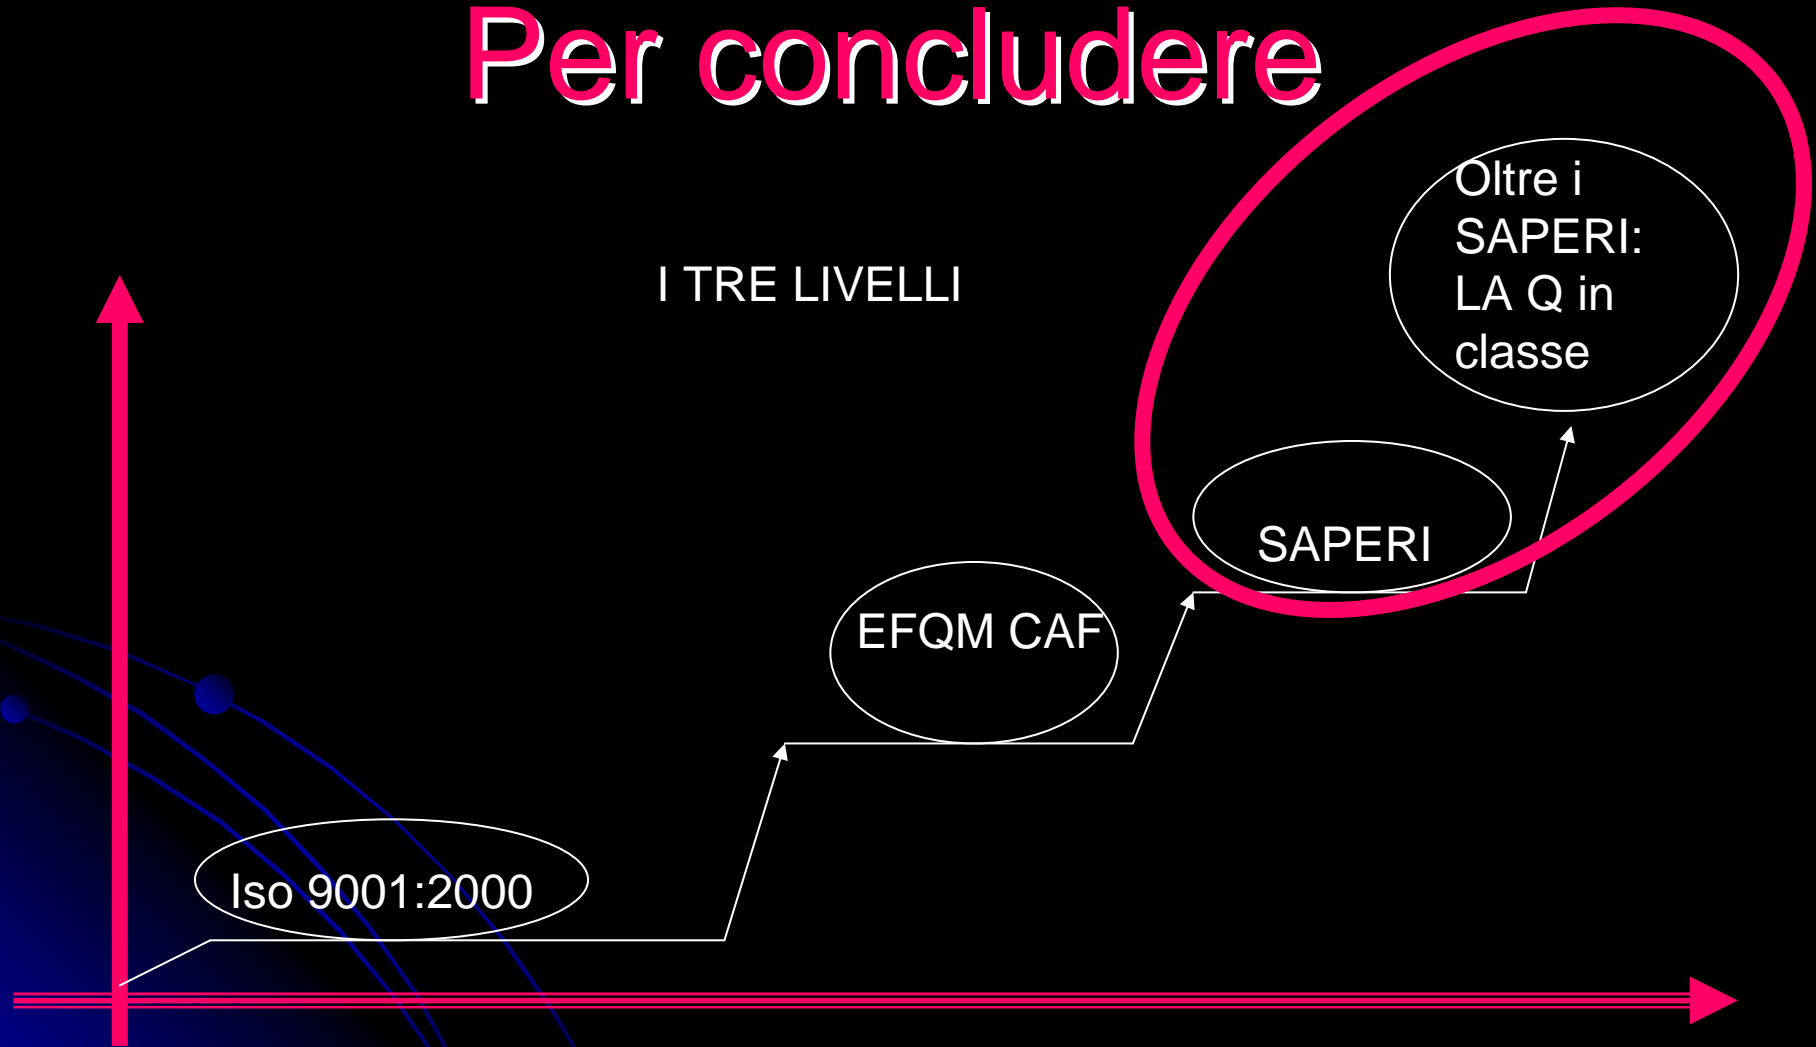 Per concludere
I TRE LIVELLI
Oltre i
SAPERI:
LA Q in
classe
SAPERI
EFQM CAF
Iso 9001:2000